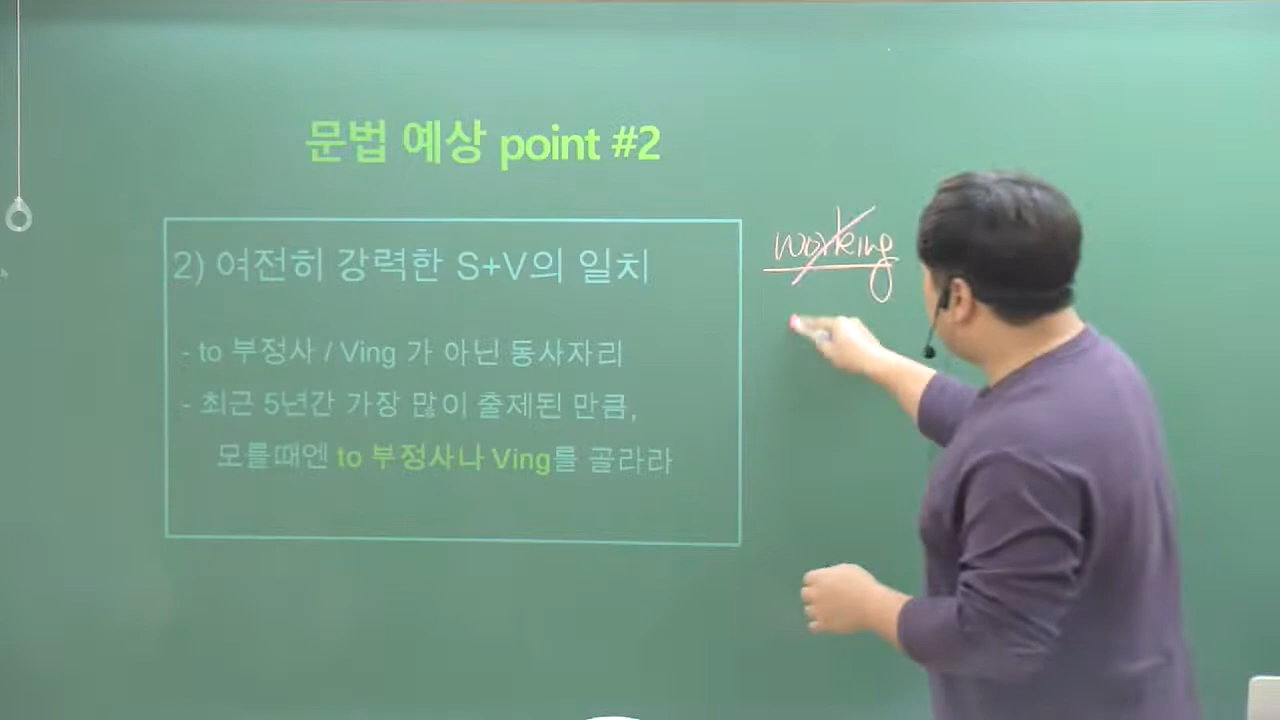 문법 예상 point #2
2) 여전히 강력한 S+V의 일치
working
- to 부정사 / Ving 가 아닌 동사자리
- 최근 5년간 가장 많이 출제된 만큼,
모를때엔 to 부정사나 Ving를 골라라